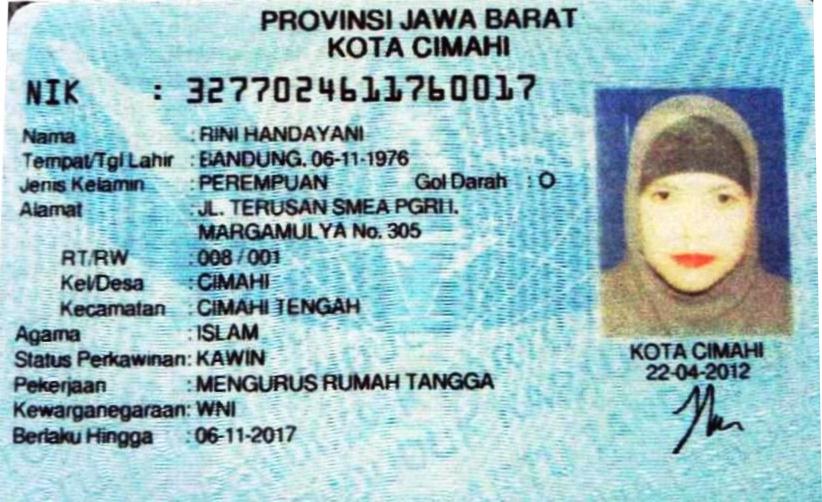 PROVINSI JAWA BARAT
KOTA CIMAHI
NIK : 3277024611760017
Nama : RINI HANDAYANI
Tempat/Tgl Lahir : BANDUNG, 06-11-1976
Jenis Kelamin : PEREMPUAN Gol Darah : O
Alamat : JL. TERUSAN SMEA PGRI I.
MARGAMULYA No. 305
RT/RW : 008 / 001
Kel/Desa : CIMAHI
Kecamatan : CIMAHI TENGAH
Agama : ISLAM
Status Perkawinan: KAWIN
Pekerjaan : MENGURUS RUMAH TANGGA
Kewarganegaraan: WNI
Berlaku Hingga : 06-11-2017
KOTA CIMAHI
22-04-2012